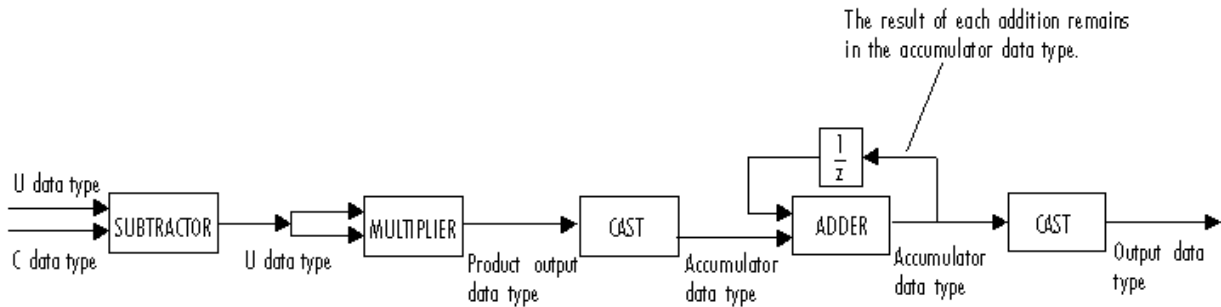 The result of each addition remains
in the accumulator data type.
1
z
U data type
SUBTRACTOR
C data type
U data type
MULTIPLIER
Product output
data type
CAST
Accumulator
data type
ADDER
Accumulator
data type
CAST
Output data
type